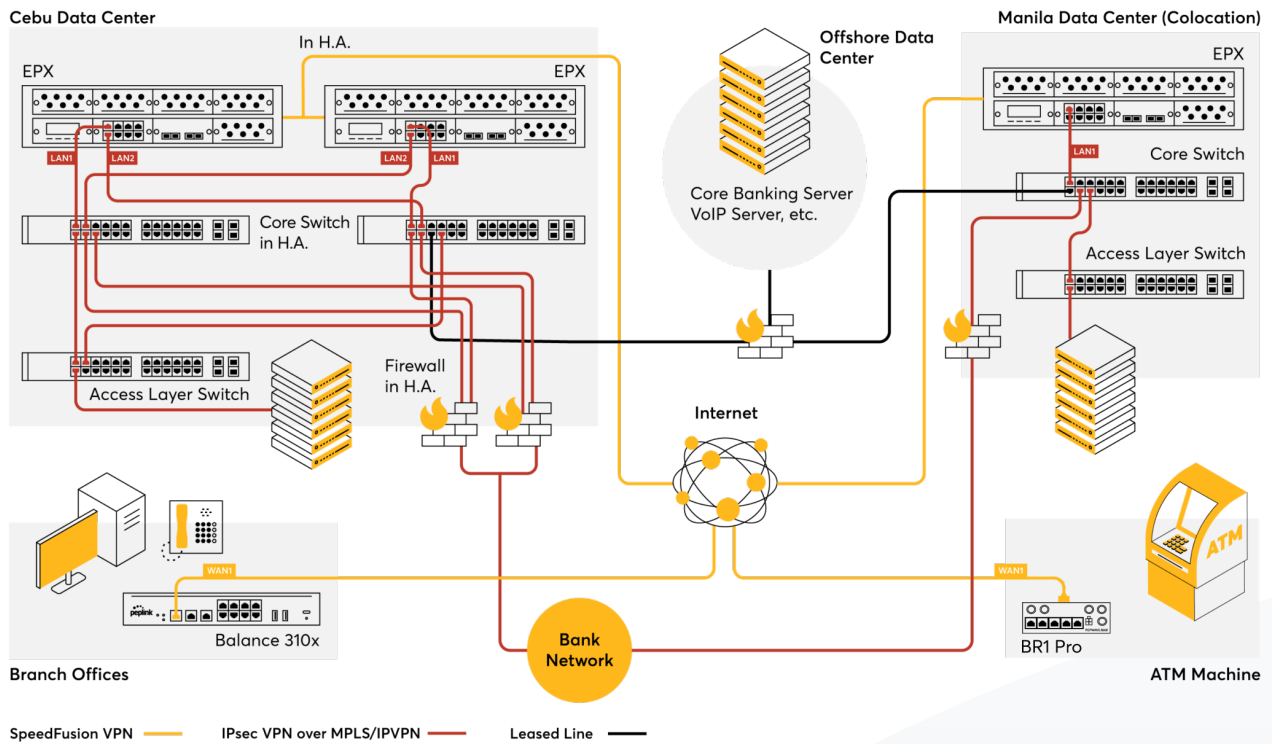 Cebu Data Center
Manila Data Center (Colocation)
In H.A.
Offshore Data
Center
EPX
EPX
EPX
LAN1
LAN2
LAN2
LAN1
LAN1
Core Switch
Core Switch
in H.A.
Core Banking Server
VoIP Server, etc.
Access Layer Switch
Firewall
in H.A.
Access Layer Switch
Internet
ATM
WAN1
WAN1
peplink
Balance 310x
Bank
Network
BR1 Pro
Branch Offices
ATM Machine
SpeedFusion VPN
IPsec VPN over MPLS/IPVPN
Leased Line